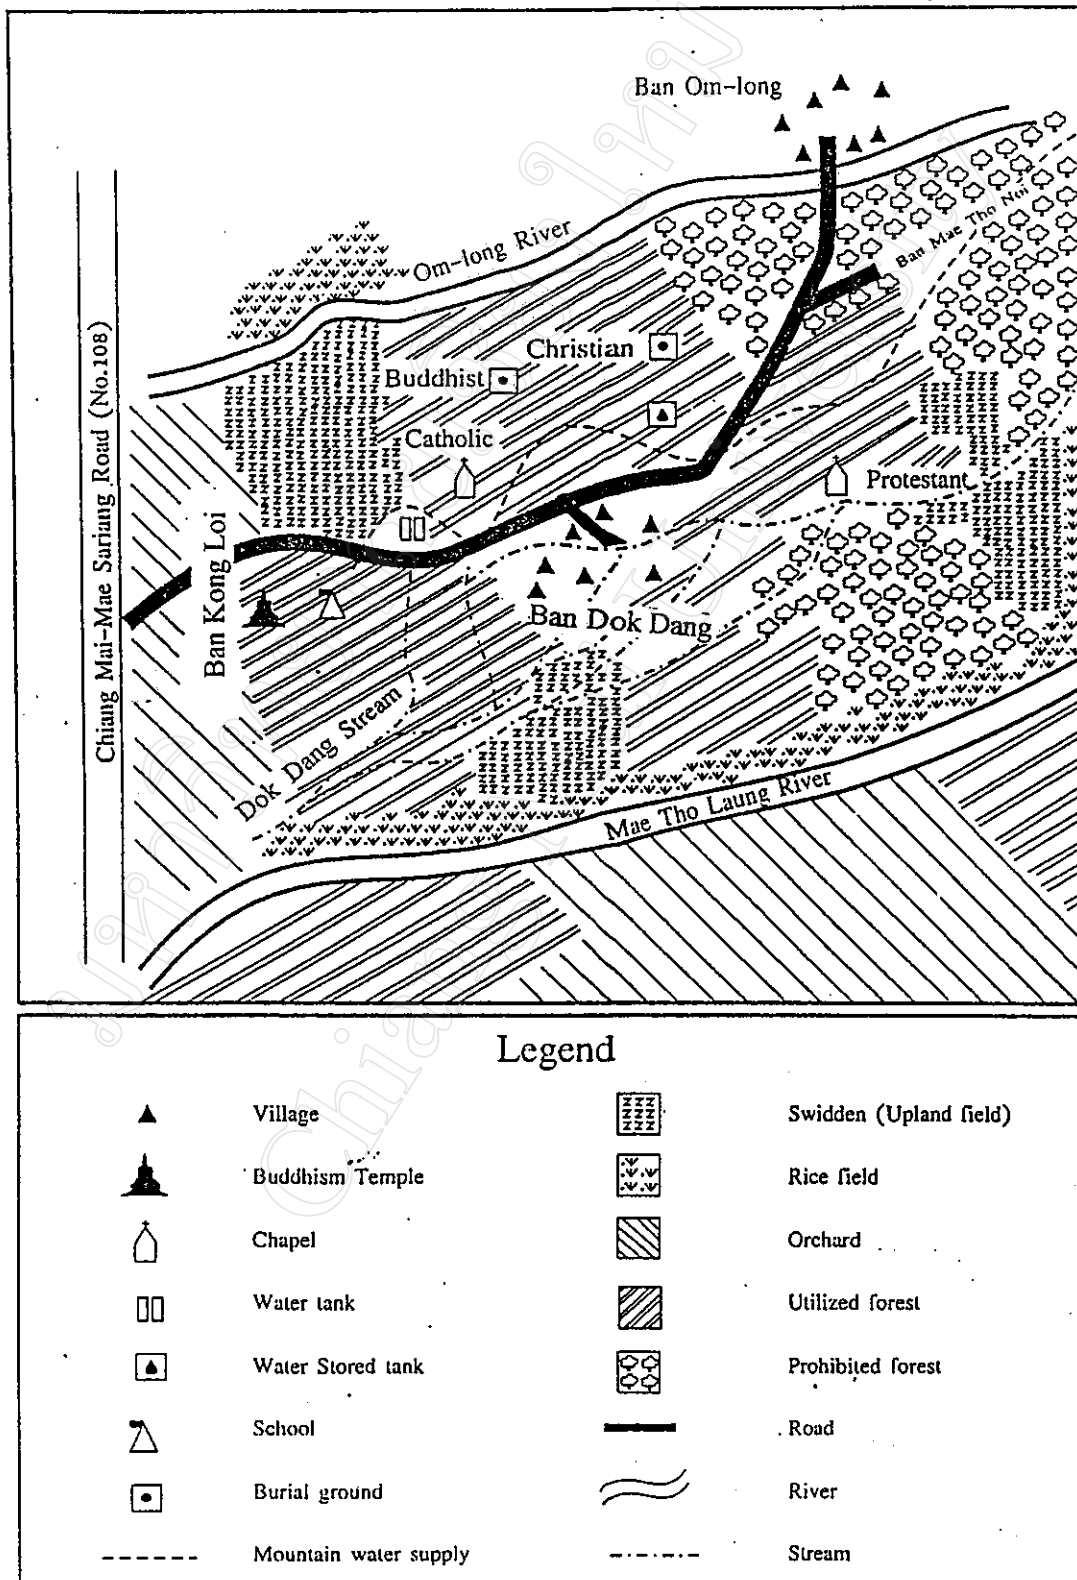 Ban Om-long
Om-long River
Ban Mae Tho Noi
Chiang Mai-Mae Sariang Road (No.108)
Christian
Buddhist
Catholic
Protestant
Ban Kong Loi
Ban Dok Dang
Dok Dang Stream
Mae Tho Laung River
Legend
Village
Swidden (Upland field)
Buddhism Temple
Rice field
Chapel
Orchard
Water tank
Utilized forest
Water Stored tank
Prohibited forest
School
Road
Burial ground
River
Mountain water supply
Stream